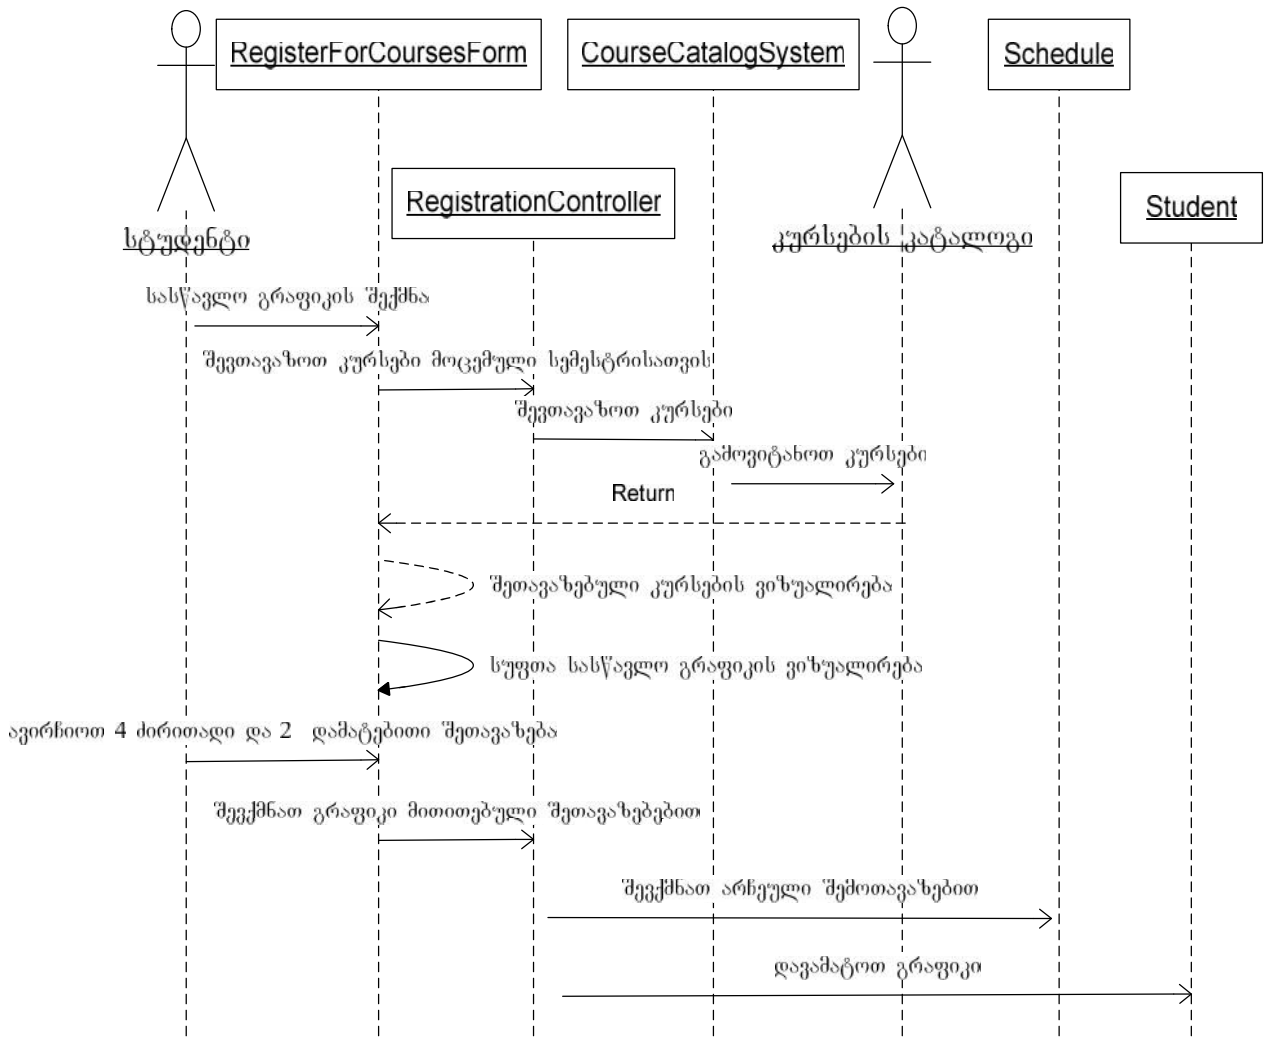 RegisterForCoursesForm
CourseCatalogSystem
Schedule
RegistrationController
Student
სტუდენტი
კურსების კატალოგი
სასწავლო გრაფიკის შექმნა
შევთავაზოთ კურსები მოცემული სემესტრისათვის
შევთავაზოთ კურსები
გამოვიტანოთ კურსები
Return
შეთავაზებული კურსების ვიზუალირება
სუფთა სასწავლო გრაფიკის ვიზუალირება
ავირჩიოთ 4 ძირითადი და 2 დამატებითი შეთავაზება
შევქმნათ გრაფიკი მითითებული შეთავაზებებით
შევქმნათ არჩეული შემოთავაზებით
დავამატოთ გრაფიკი